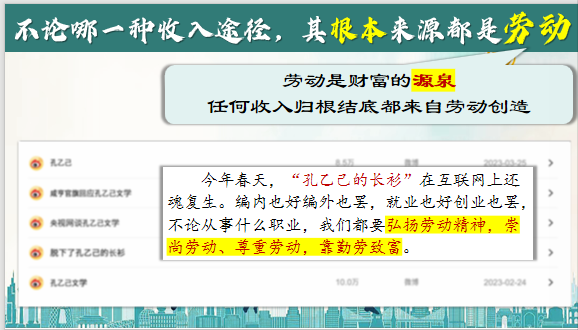 不论哪一种收入途径，其根本来源都是劳动
劳动是财富的源泉
任何收入归根结底都来自劳动创造
孔乙己
8.5万
微博
2023-03-25
咸亨官旗回应孔乙己文学
央视网谈孔乙己文学
脱下了孔乙己的长衫
孔乙己文学
10.0万
微博
2023-02-24
今年春天，“孔乙己的长衫”在互联网上还
魂复生。编内也好编外也罢，就业也好创业也罢，
不论从事什么职业，我们都要弘扬劳动精神，崇
尚劳动、尊重劳动，靠勤劳致富。